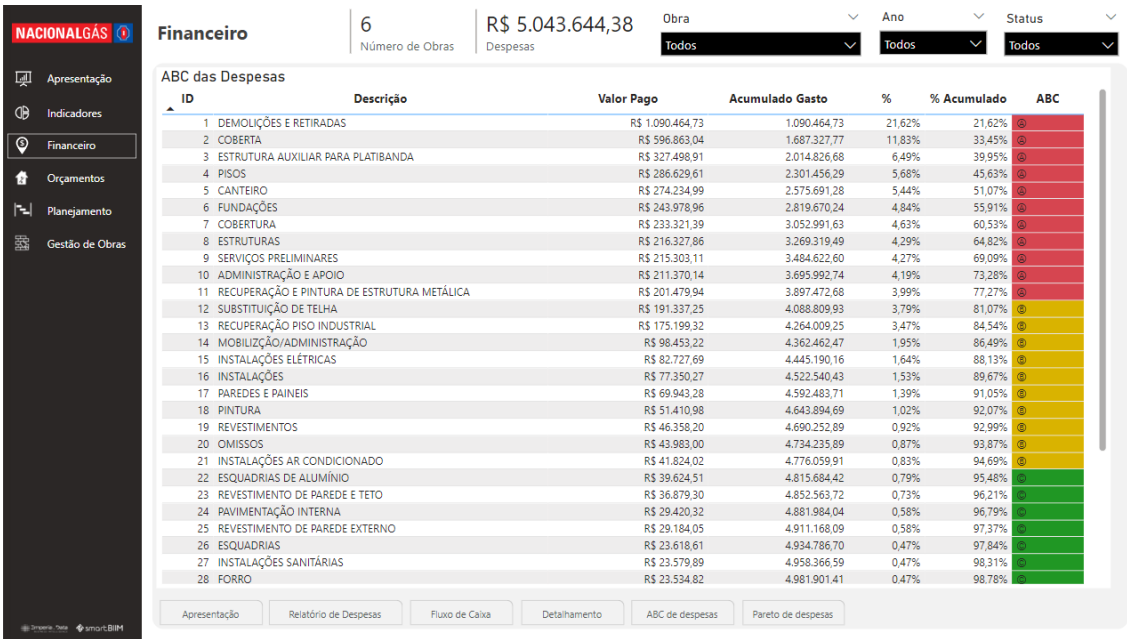 NACIONALGÁS
Financeiro
6
Número de Obras
R$ 5.043.644,38
Despesas
Obra
Todos
Ano
Todos
Status
Todos
Apresentação
Indicadores
Financeiro
Orçamentos
Planejamento
Gestão de Obras
ABC das Despesas
ID Descrição Valor Pago Acumulado Gasto % % Acumulado ABC
1 DEMOLIÇÕES E RETIRADAS R$ 1.090.464,73 1.090.464,73 21,62% 21,62% A
2 COBERTA R$ 596.863,04 1.687.327,77 11,83% 33,45% A
3 ESTRUTURA AUXILIAR PARA PLATIBANDA R$ 327.498,91 2.014.826,68 6,49% 39,95% A
4 PISOS R$ 286.629,61 2.301.456,29 5,68% 45,63% A
5 CANTEIRO R$ 274.234,99 2.575.691,28 5,44% 51,07% A
6 FUNDAÇÕES R$ 243.978,96 2.819.670,24 4,84% 55,91% A
7 COBERTURA R$ 233.321,39 3.052.991,63 4,63% 60,53% A
8 ESTRUTURAS R$ 216.327,86 3.269.319,49 4,29% 64,82% A
9 SERVIÇOS PRELIMINARES R$ 215.303,11 3.484.622,60 4,27% 69,09% A
10 ADMINISTRAÇÃO E APOIO R$ 211.370,14 3.695.992,74 4,19% 73,28% A
11 RECUPERAÇÃO E PINTURA DE ESTRUTURA METÁLICA R$ 201.479,94 3.897.472,68 3,99% 77,27% A
12 SUBSTITUIÇÃO DE TELHA R$ 191.337,25 4.088.809,93 3,79% 81,07% B
13 RECUPERAÇÃO PISO INDUSTRIAL R$ 175.199,32 4.264.009,25 3,47% 84,54% B
14 MOBILIZÇÃO/ADMINISTRAÇÃO R$ 98.453,22 4.362.462,47 1,95% 86,49% B
15 INSTALAÇÕES ELÉTRICAS R$ 82.727,69 4.445.190,16 1,64% 88,13% B
16 INSTALAÇÕES R$ 77.350,27 4.522.540,43 1,53% 89,67% B
17 PAREDES E PAINEIS R$ 69.943,28 4.592.483,71 1,39% 91,05% B
18 PINTURA R$ 51.410,98 4.643.894,69 1,02% 92,07% B
19 REVESTIMENTOS R$ 46.358,20 4.690.252,89 0,92% 92,99% B
20 OMISSOS R$ 43.983,00 4.734.235,89 0,87% 93,87% B
21 INSTALAÇÕES AR CONDICIONADO R$ 41.824,02 4.776.059,91 0,83% 94,69% B
22 ESQUADRIAS DE ALUMÍNIO R$ 39.624,51 4.815.684,42 0,79% 95,48% C
23 REVESTIMENTO DE PAREDE E TETO R$ 36.879,30 4.852.563,72 0,73% 96,21% C
24 PAVIMENTAÇÃO INTERNA R$ 29.420,32 4.881.984,04 0,58% 96,79% C
25 REVESTIMENTO DE PAREDE EXTERNO R$ 29.184,05 4.911.168,09 0,58% 97,37% C
26 ESQUADRIAS R$ 23.618,61 4.934.786,70 0,47% 97,84% C
27 INSTALAÇÕES SANITÁRIAS R$ 23.579,89 4.958.366,59 0,47% 98,31% C
28 FORRO R$ 23.534,82 4.981.901,41 0,47% 98,78% C
Apresentação Relatório de Despesas Fluxo de Caixa Detalhamento ABC de despesas Pareto de despesas
smartBIIM